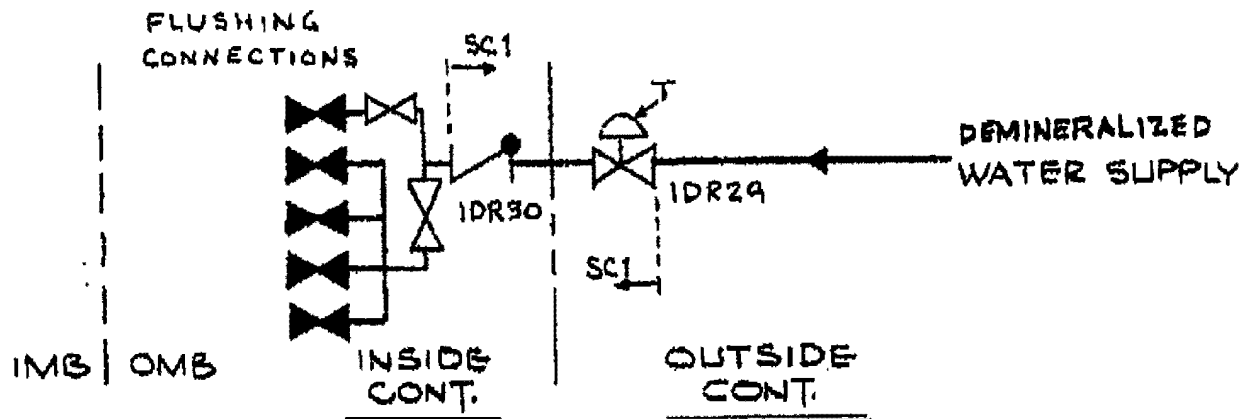 FLUSHING
CONNECTIONS
SC1
T
DEMINERALIZED
WATER SUPPLY
1DR30
1DR29
SC1
IMB | OMB
INSIDE
CONT.
OUTSIDE
CONT.